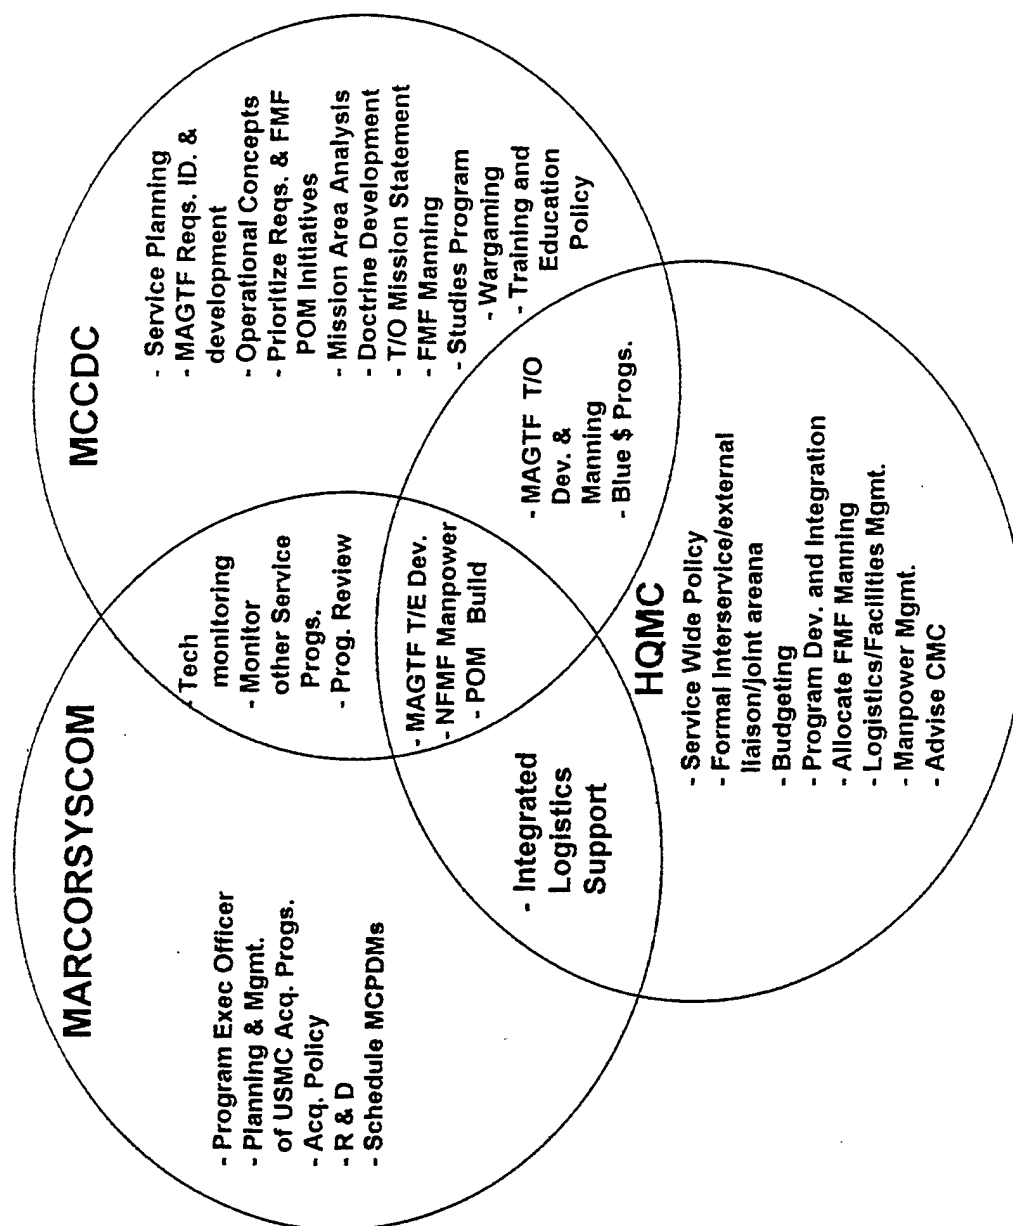 MARCORSYSCOM
- Program Exec Officer
- Planning & Mgmt.
of USMC Acq. Progs.
- Acq. Policy
- R & D
- Schedule MCPDMs
- Tech
monitoring
- Monitor
other Service
Progs.
- Prog. Review
MCCDC
- Service Planning
- MAGTF Reqs. ID. &
development
- Operational Concepts
- Prioritize Reqs. & FMF
POM Initiatives
- Mission Area Analysis
- Doctrine Development
- T/O Mission Statement
- FMF Manning
- Studies Program
- Wargaming
- Training and
Education
Policy
- MAGTF T/E Dev.
- NFMF Manpower
- POM Build
- Integrated
Logistics
Support
- MAGTF T/O
Dev. &
Manning
- Blue $ Progs.
HQMC
- Service Wide Policy
- Formal Interservice/external
liaison/joint areana
- Budgeting
- Program Dev. and Integration
- Allocate FMF Manning
- Logistics/Facilities Mgmt.
- Manpower Mgmt.
- Advise CMC